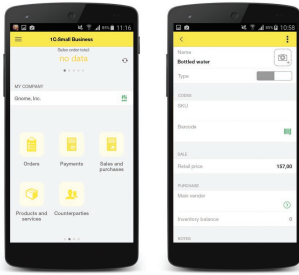 81% 11:16
1C:Small Business
Sales order total:
no data
MY COMPANY
Gnome, Inc.
Orders
Payments
Sales and
purchases
Products and
services
Counterparties
10:58
Name
Bottled water
Type
CODES
SKU
Barcode
SALE
Retail price
157,00
PURCHASE
Main vendor
Inventory balance
0
NOTES